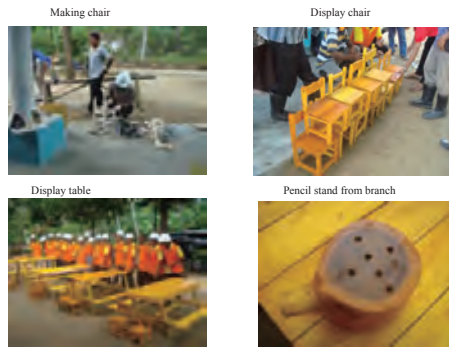 Making chair
Display chair
Display table
Pencil stand from branch